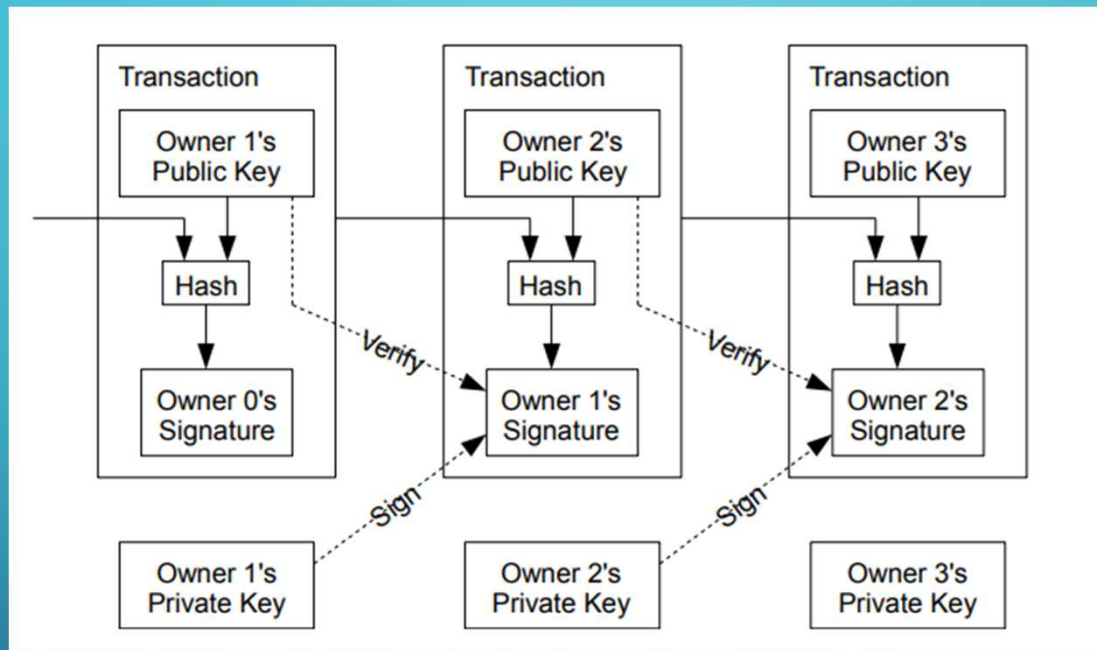 Transaction
Owner 1's
Public Key
Hash
Owner 0's
Signature
Transaction
Owner 2's
Public Key
Hash
Owner 1's
Signature
Transaction
Owner 3's
Public Key
Hash
Owner 2's
Signature
Verify
Verify
Sign
Sign
Owner 1's
Private Key
Owner 2's
Private Key
Owner 3's
Private Key